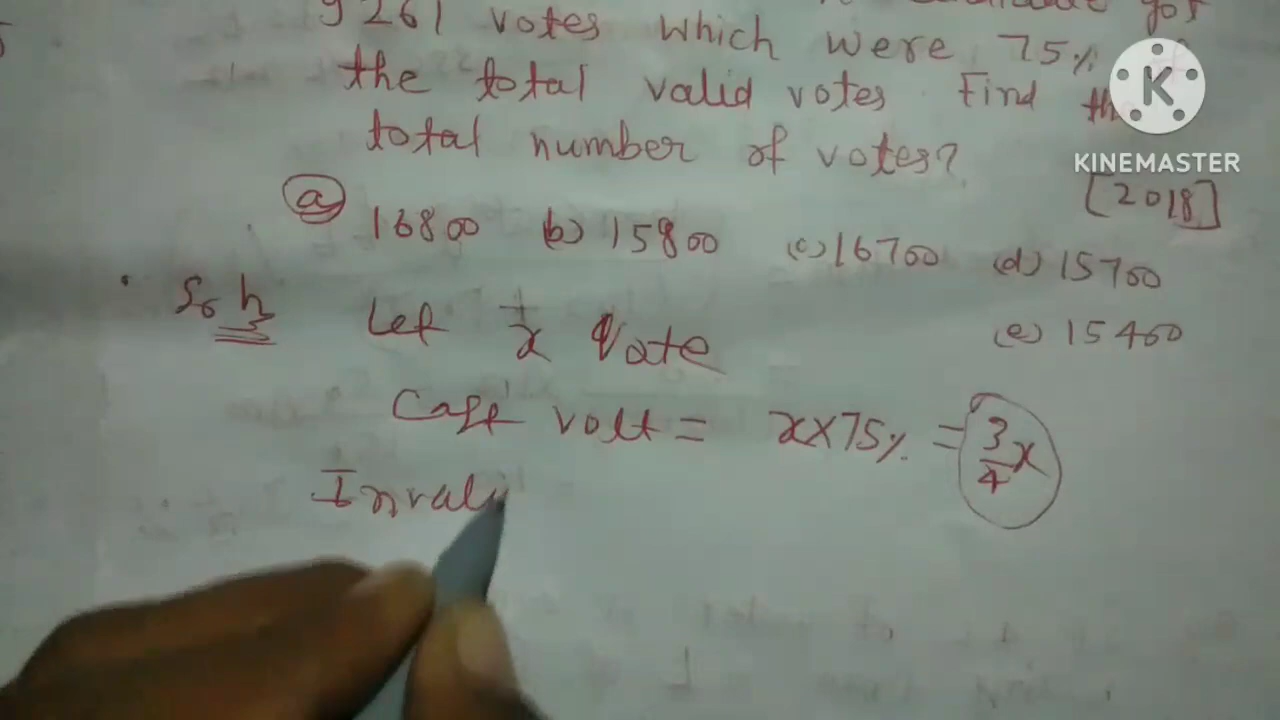 9261 votes which were 75%
the total valid votes Find the
total number of votes?
KINEMASTER
[2018]
(a) 16800 (b) 15800 (c) 16700 (d) 15700
(e) 15400
Let x Vote
Cast volt = x×75% = 3/4 x
Invali